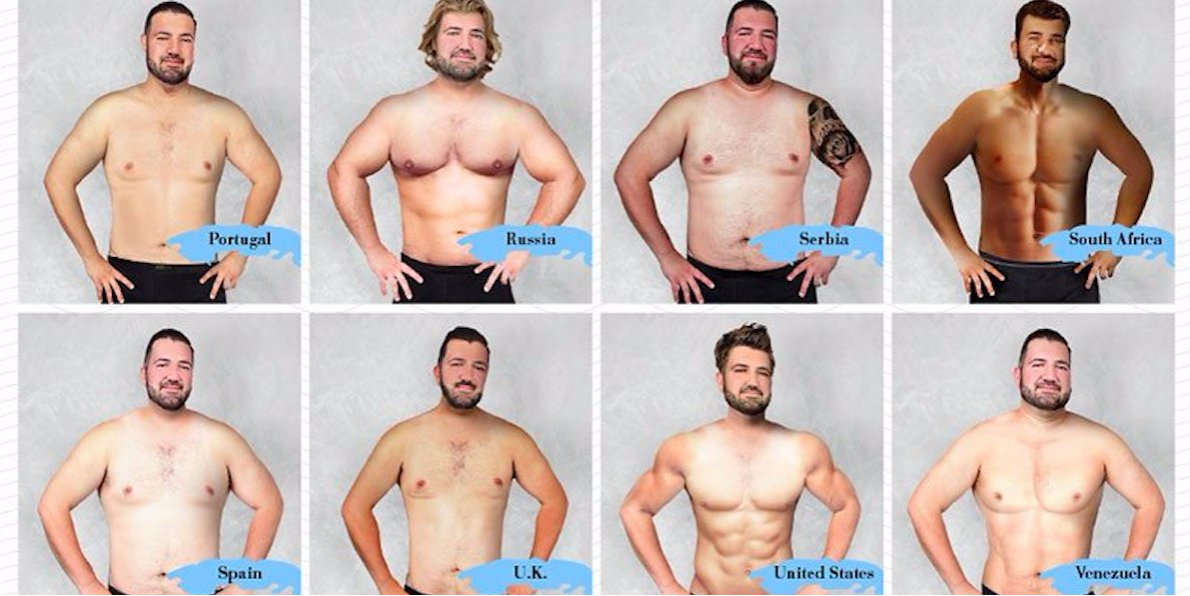 Portugal
Russia
Serbia
South Africa
Spain
U.K.
United States
Venezuela